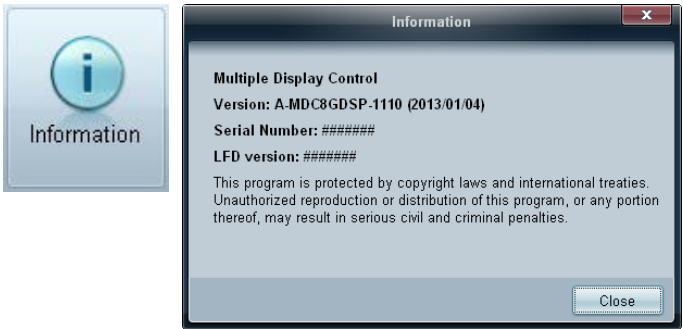 i
Information
Information
x
Multiple Display Control
Version: A-MDC8GDSP-1110 (2013/01/04)
Serial Number: #######
LFD version: #######
This program is protected by copyright laws and international treaties.
Unauthorized reproduction or distribution of this program, or any portion
thereof, may result in serious civil and criminal penalties.
Close